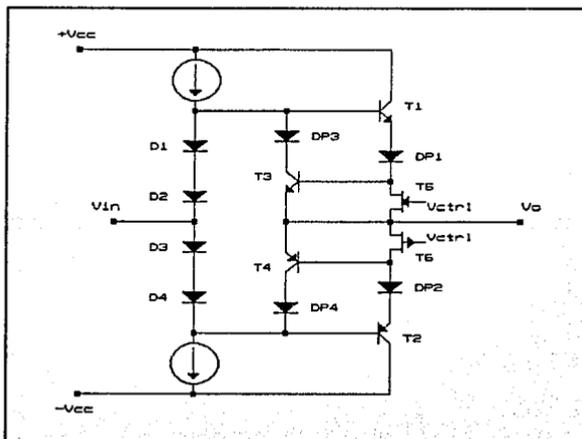 +Vcc
T1
DP3
D1
DP1
T3
T5
D2
Vin
Vctrl
Vo
Vctrl
D3
T4
T6
D4
DP4
DP2
T2
-Vcc